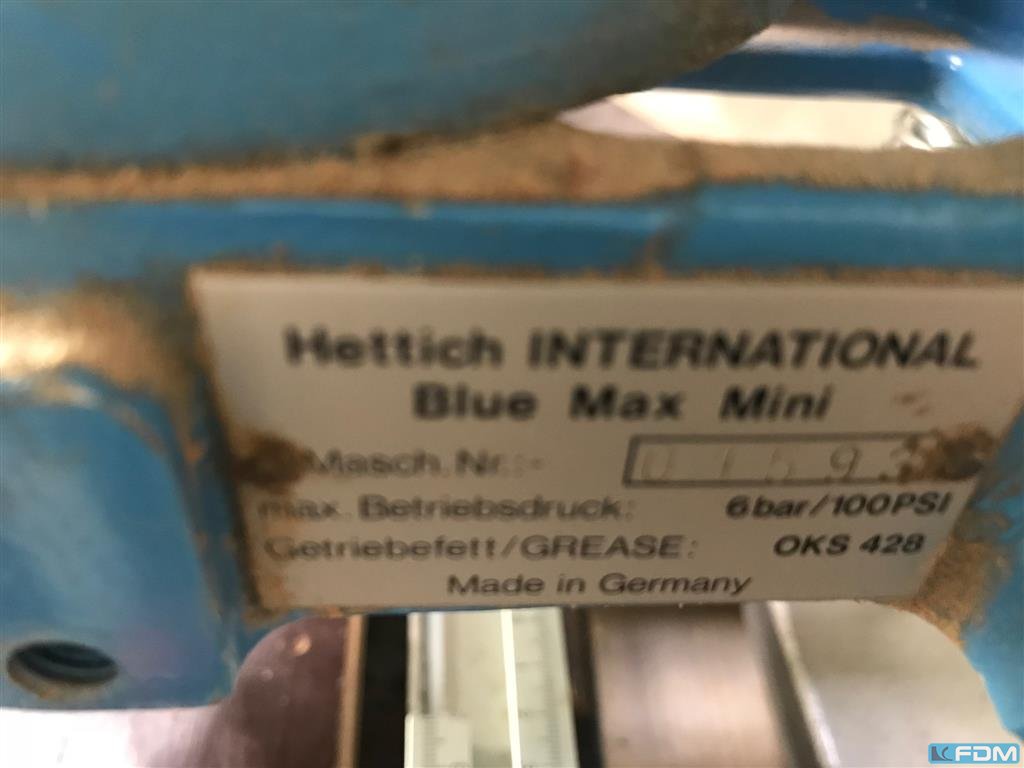 Hettich INTERNATIONAL
Blue Max Mini
Masch.Nr.:-
max. Betriebsdruck: 6bar/100PSI
Getriebefett/GREASE: OKS 428
Made in Germany
FDM